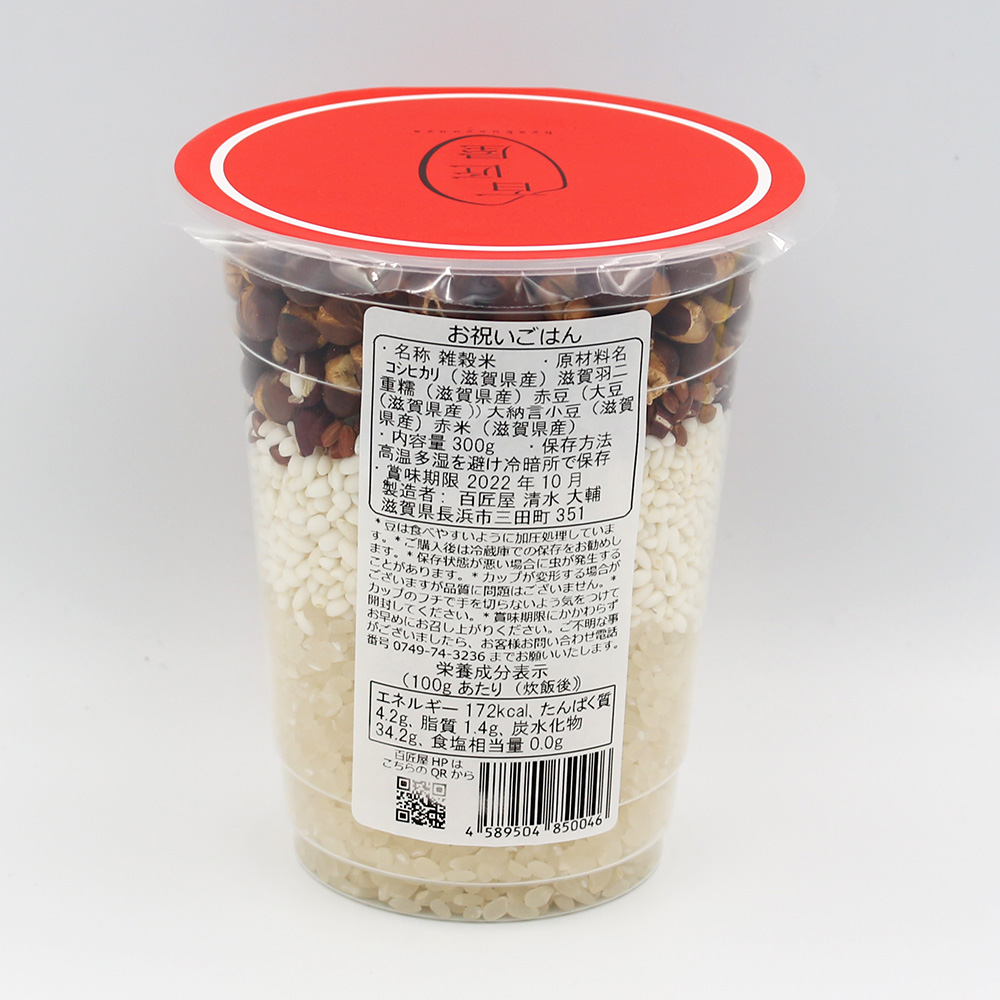 百匠屋
お祝いごはん
・名称 雑穀米 ・原材料名
コシヒカリ（滋賀県産）滋賀羽二
重糯（滋賀県産）赤豆（大豆
（滋賀県産））大納言小豆（滋賀
県産）赤米（滋賀県産）
・内容量 300g ・保存方法
高温多湿を避け冷暗所で保存
・賞味期限 2022 年 10 月
製造者：百匠屋 清水 大輔
滋賀県長浜市三田町 351
*豆は食べやすいように加圧処理していま
す。*ご購入後は冷蔵庫での保存をお勧めし
ます。*保存状態が悪い場合に虫が発生する
ことがあります。*カップが変形する場合が
ございますが品質に問題はございません。*
カップのフチで手を切らないよう気をつけて
開封してください。*賞味期限にかかわらず
お早めにお召し上がりください。ご不明な事
がございましたら、お客様お問い合わせ電話
番号 0749-74-3236 までお願いいたします。
栄養成分表示
（100g あたり（炊飯後））
エネルギー 172kcal、たんぱく質
4.2g、脂質 1.4g、炭水化物
34.2g、食塩相当量 0.0g
百匠屋 HP は
こちらの QR から
4 589504 850046